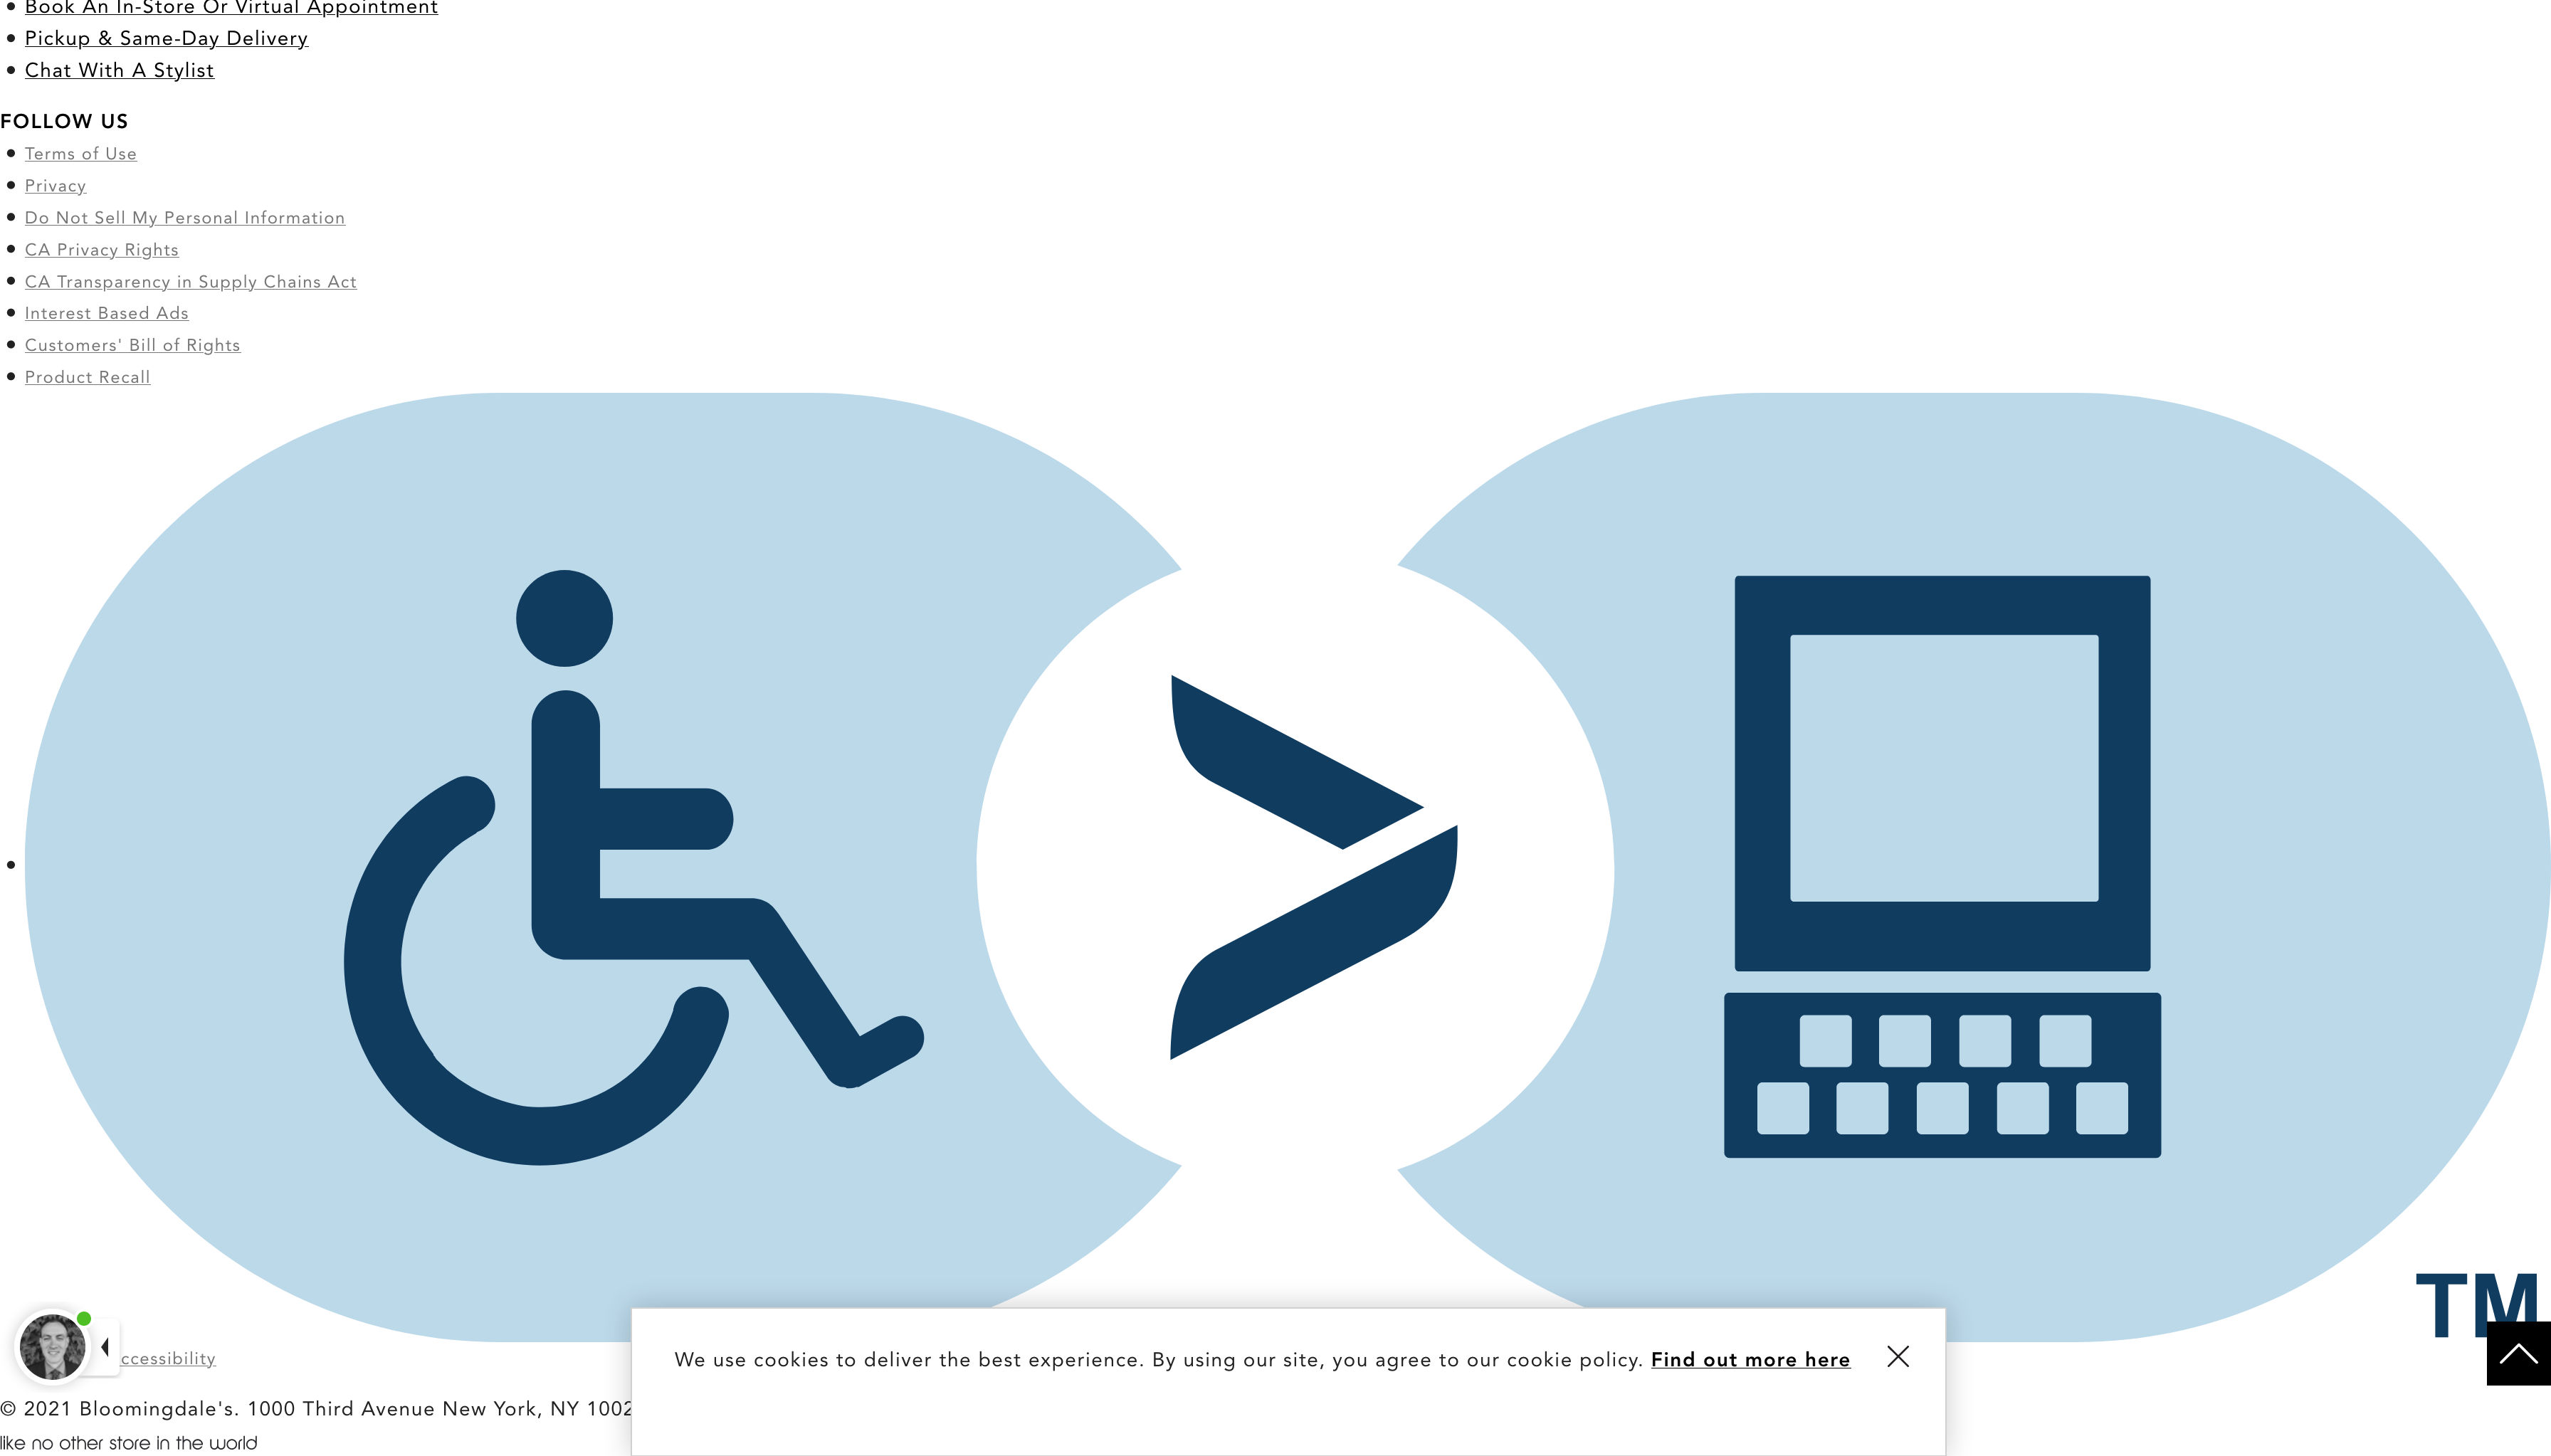 Book An In-Store Or Virtual Appointment
Pickup & Same-Day Delivery
Chat With A Stylist
FOLLOW US
Terms of Use
Privacy
Do Not Sell My Personal Information
CA Privacy Rights
CA Transparency in Supply Chains Act
Interest Based Ads
Customers' Bill of Rights
Product Recall
TM
ccessibility
We use cookies to deliver the best experience. By using our site, you agree to our cookie policy. Find out more here
© 2021 Bloomingdale's. 1000 Third Avenue New York, NY 1002
like no other store in the world